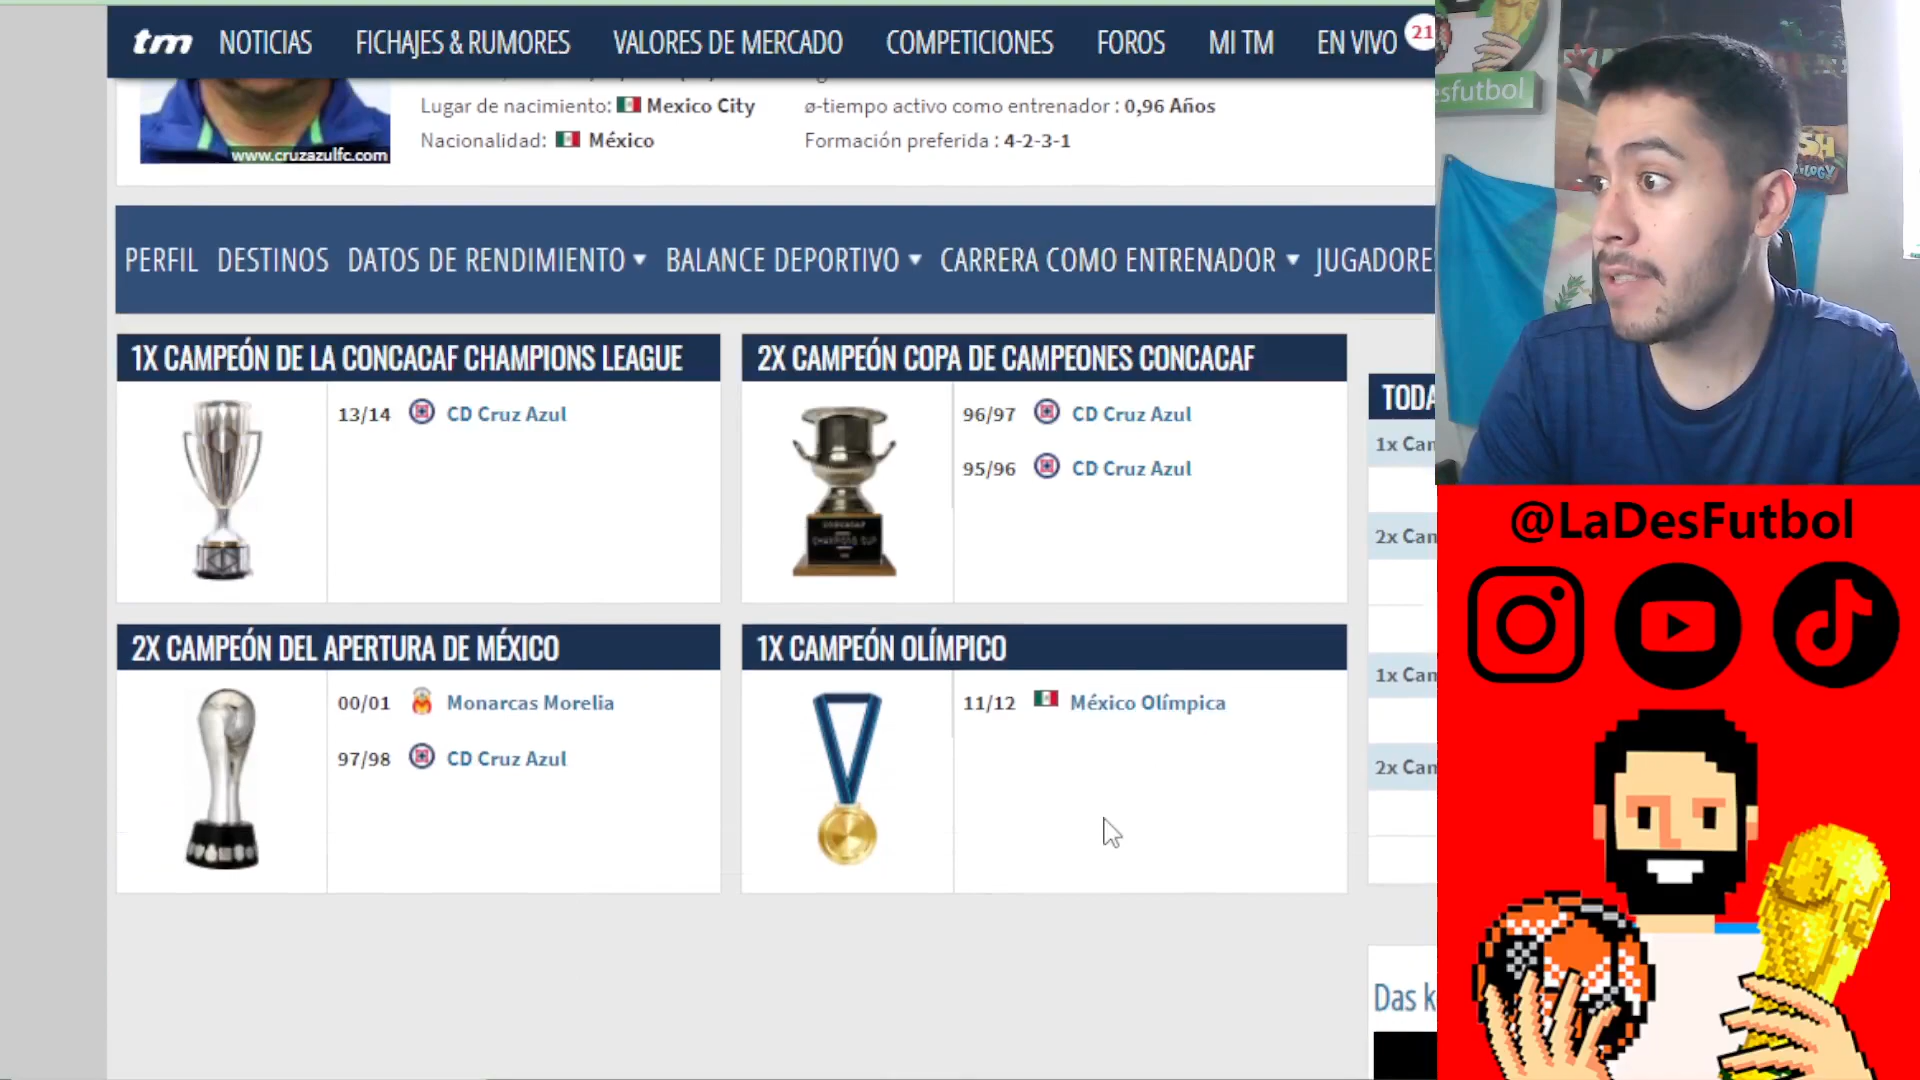 tm NOTICIAS FICHAJES & RUMORES VALORES DE MERCADO COMPETICIONES FOROS MI TM EN VIVO 21
Lugar de nacimiento: Mexico City
ø-tiempo activo como entrenador : 0,96 Años
Nacionalidad: México
Formación preferida : 4-2-3-1
www.cruzazulfc.com
PERFIL DESTINOS DATOS DE RENDIMIENTO BALANCE DEPORTIVO CARRERA COMO ENTRENADOR JUGADORE
1X CAMPEÓN DE LA CONCACAF CHAMPIONS LEAGUE
13/14 CD Cruz Azul
2X CAMPEÓN COPA DE CAMPEONES CONCACAF
96/97 CD Cruz Azul
95/96 CD Cruz Azul
2X CAMPEÓN DEL APERTURA DE MÉXICO
00/01 Monarcas Morelia
97/98 CD Cruz Azul
1X CAMPEÓN OLÍMPICO
11/12 México Olímpica
TODA
1x Cam
2x Cam
1x Cam
2x Cam
Das k
esfutbol
@LaDesFutbol